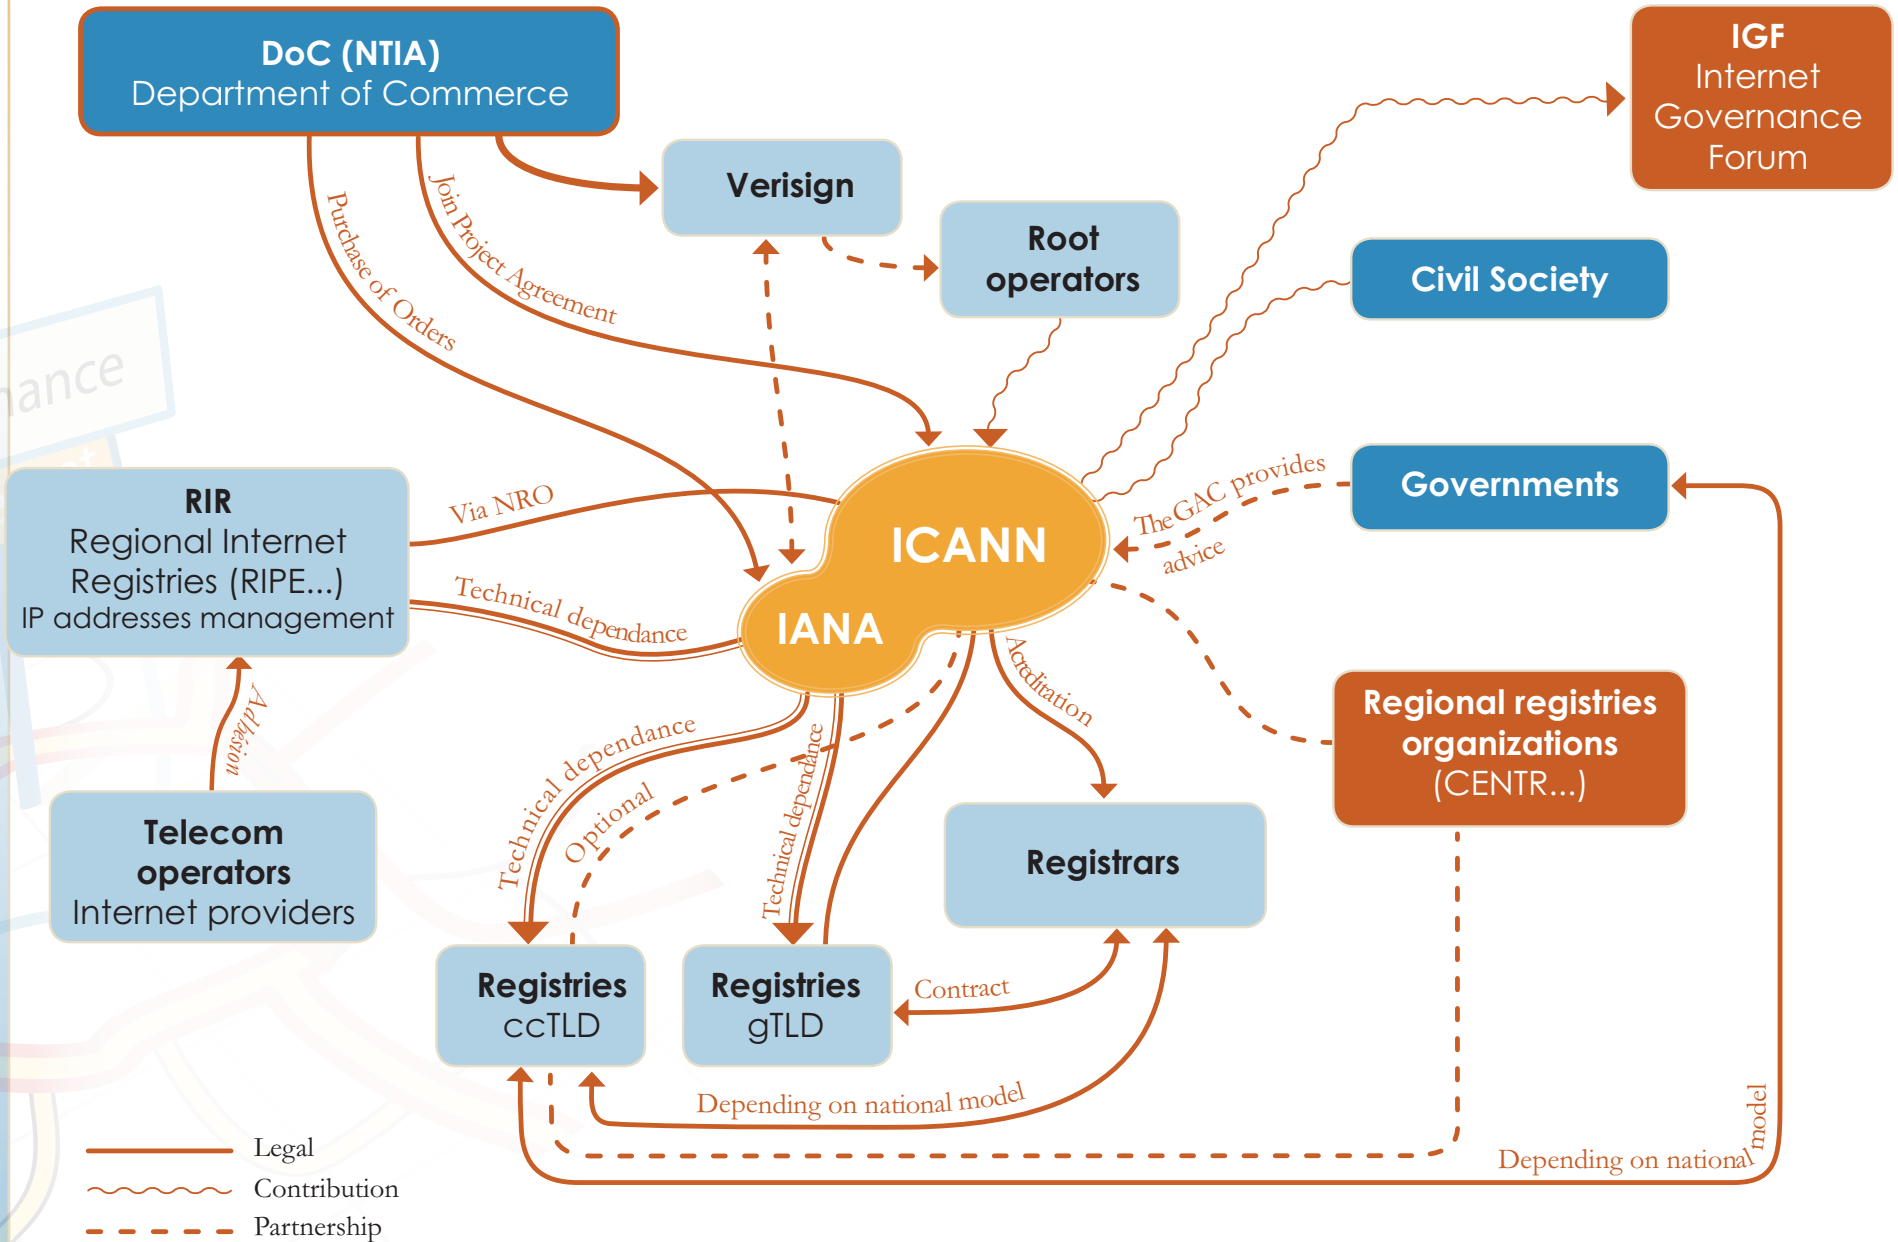 DoC (NTIA)
Department of Commerce
IGF
Internet
Governance
Forum
Verisign
Root
operators
Civil Society
Purchase of Orders
Join Project Agreement
nance
RIR
Regional Internet
Registries (RIPE...)
IP addresses management
Via NRO
Technical dependance
ICANN
IANA
The GAC provides
advice
Governments
Adhesion
Acreditation
Regional registries
organizations
(CENTR...)
Technical dependance
Optional
Technical dependance
Telecom
operators
Internet providers
Registrars
Registries
ccTLD
Registries
gTLD
Contract
Depending on national model
Depending on national model
Legal
Contribution
Partnership